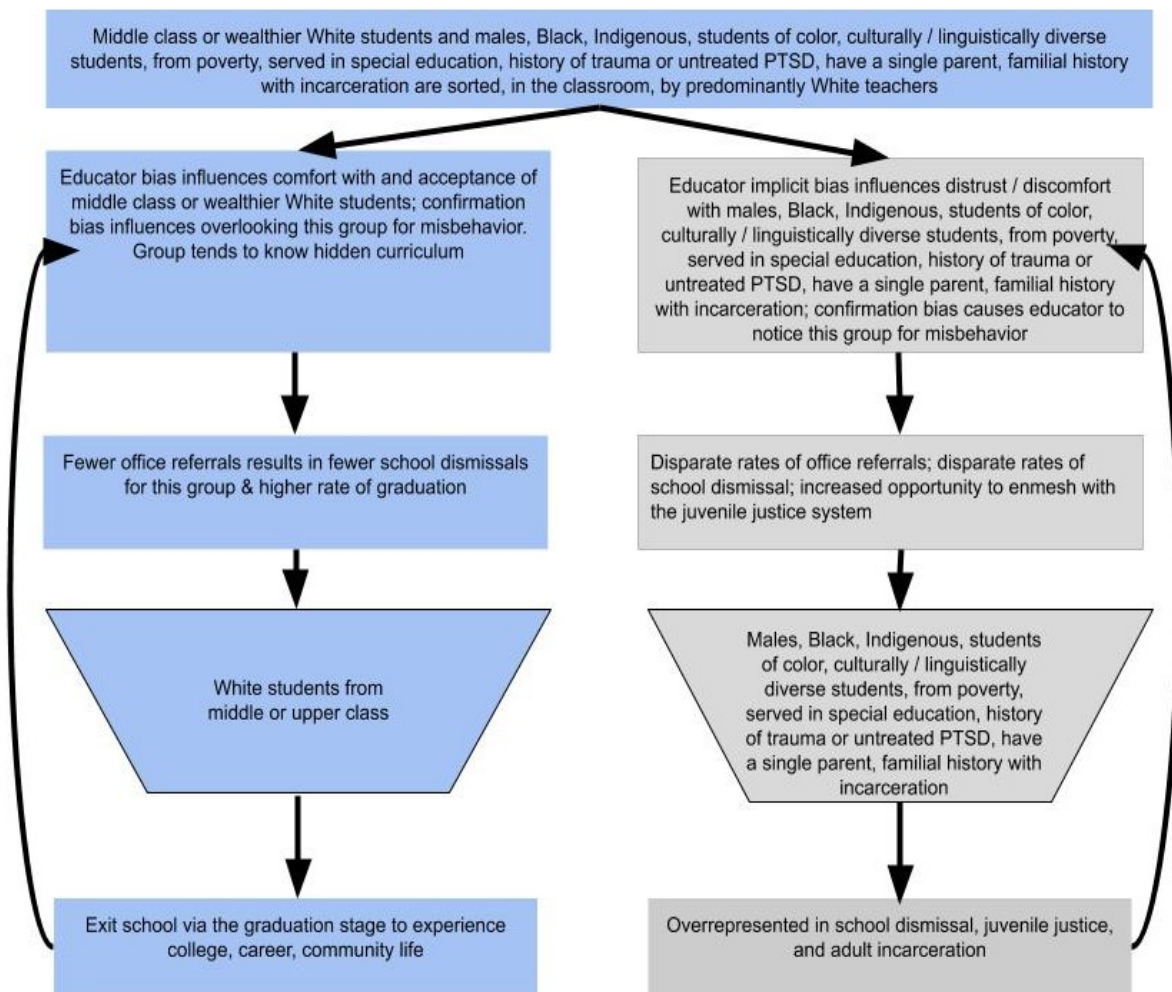 Middle class or wealthier White students and males, Black, Indigenous, students of color, culturally / linguistically diverse
students, from poverty, served in special education, history of trauma or untreated PTSD, have a single parent, familial history
with incarceration are sorted, in the classroom, by predominantly White teachers
Educator bias influences comfort with and acceptance of
middle class or wealthier White students; confirmation
bias influences overlooking this group for misbehavior.
Group tends to know hidden curriculum
Educator implicit bias influences distrust / discomfort
with males, Black, Indigenous, students of color,
culturally / linguistically diverse students, from poverty,
served in special education, history of trauma or
untreated PTSD, have a single parent, familial history
with incarceration; confirmation bias causes educator to
notice this group for misbehavior
Fewer office referrals results in fewer school dismissals
for this group & higher rate of graduation
Disparate rates of office referrals; disparate rates of
school dismissal; increased opportunity to enmesh with
the juvenile justice system
White students from
middle or upper class
Males, Black, Indigenous, students
of color, culturally / linguistically
diverse students, from poverty,
served in special education, history
of trauma or untreated PTSD, have
a single parent, familial history with
incarceration
Exit school via the graduation stage to experience
college, career, community life
Overrepresented in school dismissal, juvenile justice,
and adult incarceration